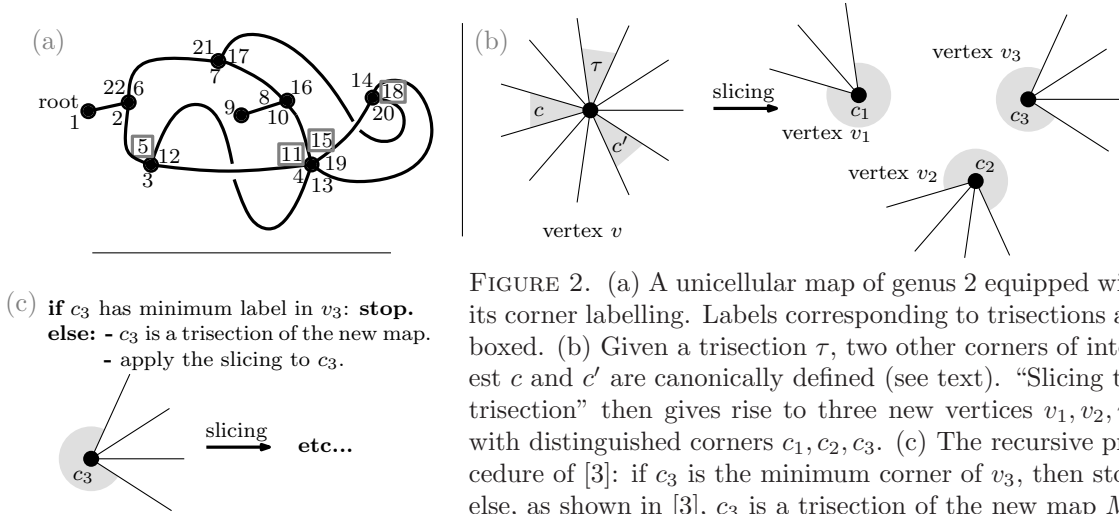 (a)
21 17
7
22 6
root
1
2
9
8
16
10
14
18
20
5
12
3
11
15
4
19
13
(b)
τ
c
c′
vertex v
slicing
c1
vertex v1
vertex v2
c2
vertex v3
c3
(c)
if c3 has minimum label in v3: stop.
else: - c3 is a trisection of the new map.
- apply the slicing to c3.
c3
slicing
etc...
FIGURE 2. (a) A unicellular map of genus 2 equipped wi
its corner labelling. Labels corresponding to trisections a
boxed. (b) Given a trisection τ, two other corners of inte
est c and c′ are canonically defined (see text). “Slicing t
trisection” then gives rise to three new vertices v1, v2,
with distinguished corners c1, c2, c3. (c) The recursive pr
cedure of [3]: if c3 is the minimum corner of v3, then sto
else, as shown in [3], c3 is a trisection of the new map M